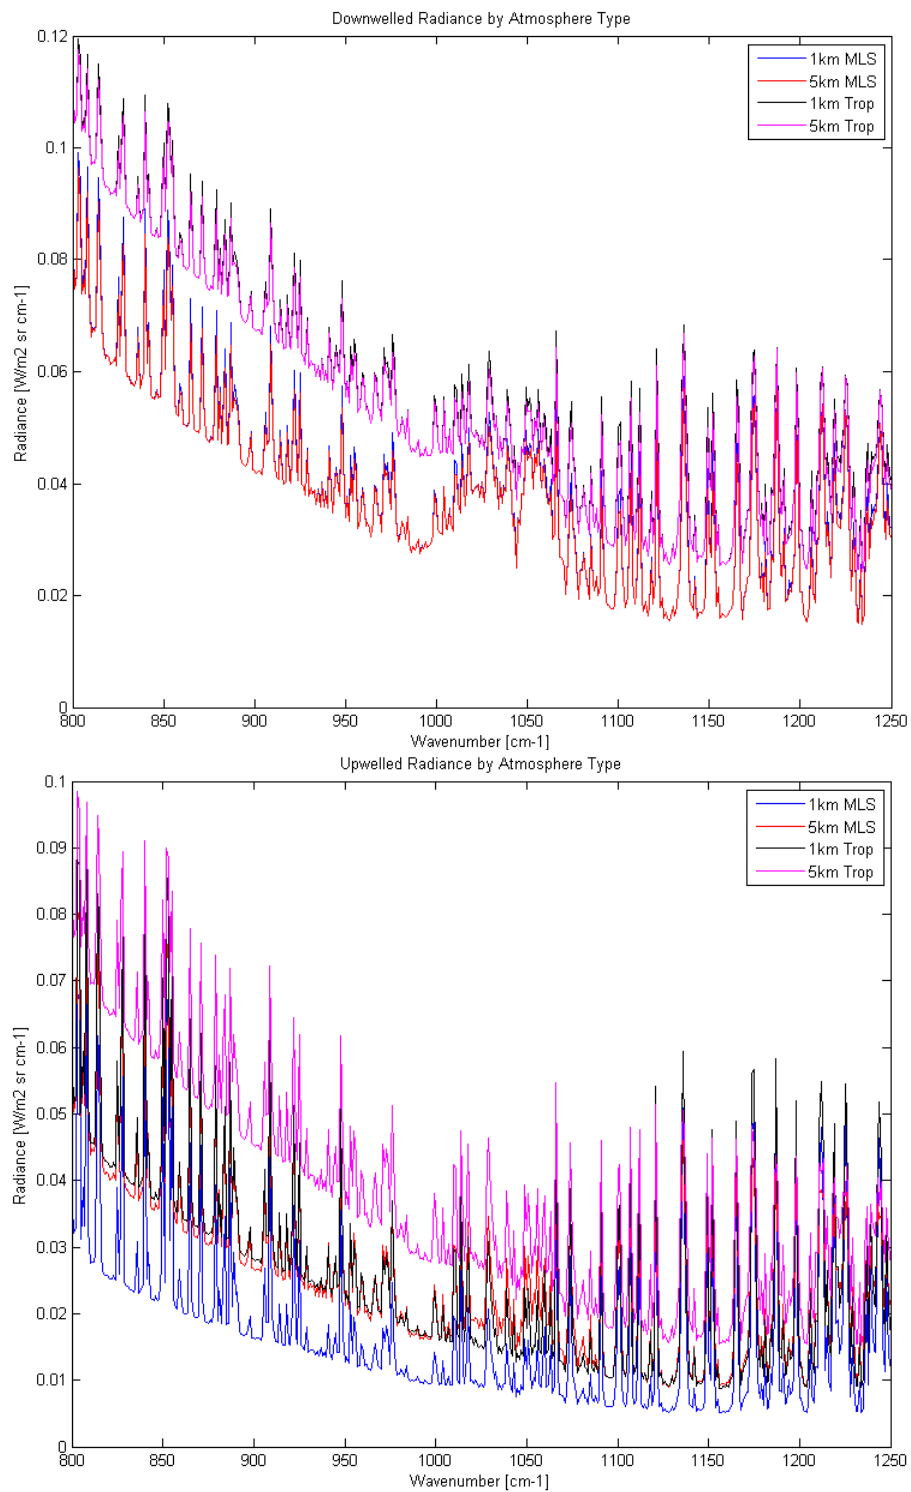 Downwelled Radiance by Atmosphere Type
0.12
0.1
0.08
0.06
0.04
0.02
0
Radiance [W/m2 sr cm-1]
1km MLS
5km MLS
1km Trop
5km Trop
800 850 900 950 1000 1050 1100 1150 1200 1250
Wavenumber [cm-1]
Upwelled Radiance by Atmosphere Type
0.1
0.09
0.08
0.07
0.06
0.05
0.04
0.03
0.02
0.01
0
Radiance [W/m2 sr cm-1]
1km MLS
5km MLS
1km Trop
5km Trop
800 850 900 950 1000 1050 1100 1150 1200 1250
Wavenumber [cm-1]